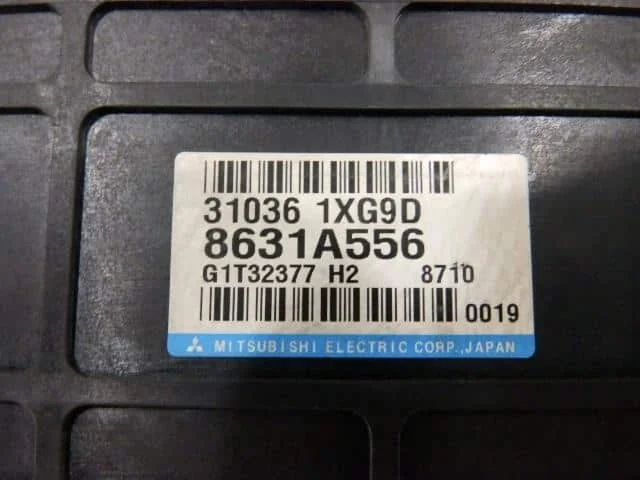 31036 1XG9D
8631A556
G1T32377 H2 8710
0019
MITSUBISHI ELECTRIC CORP., JAPAN